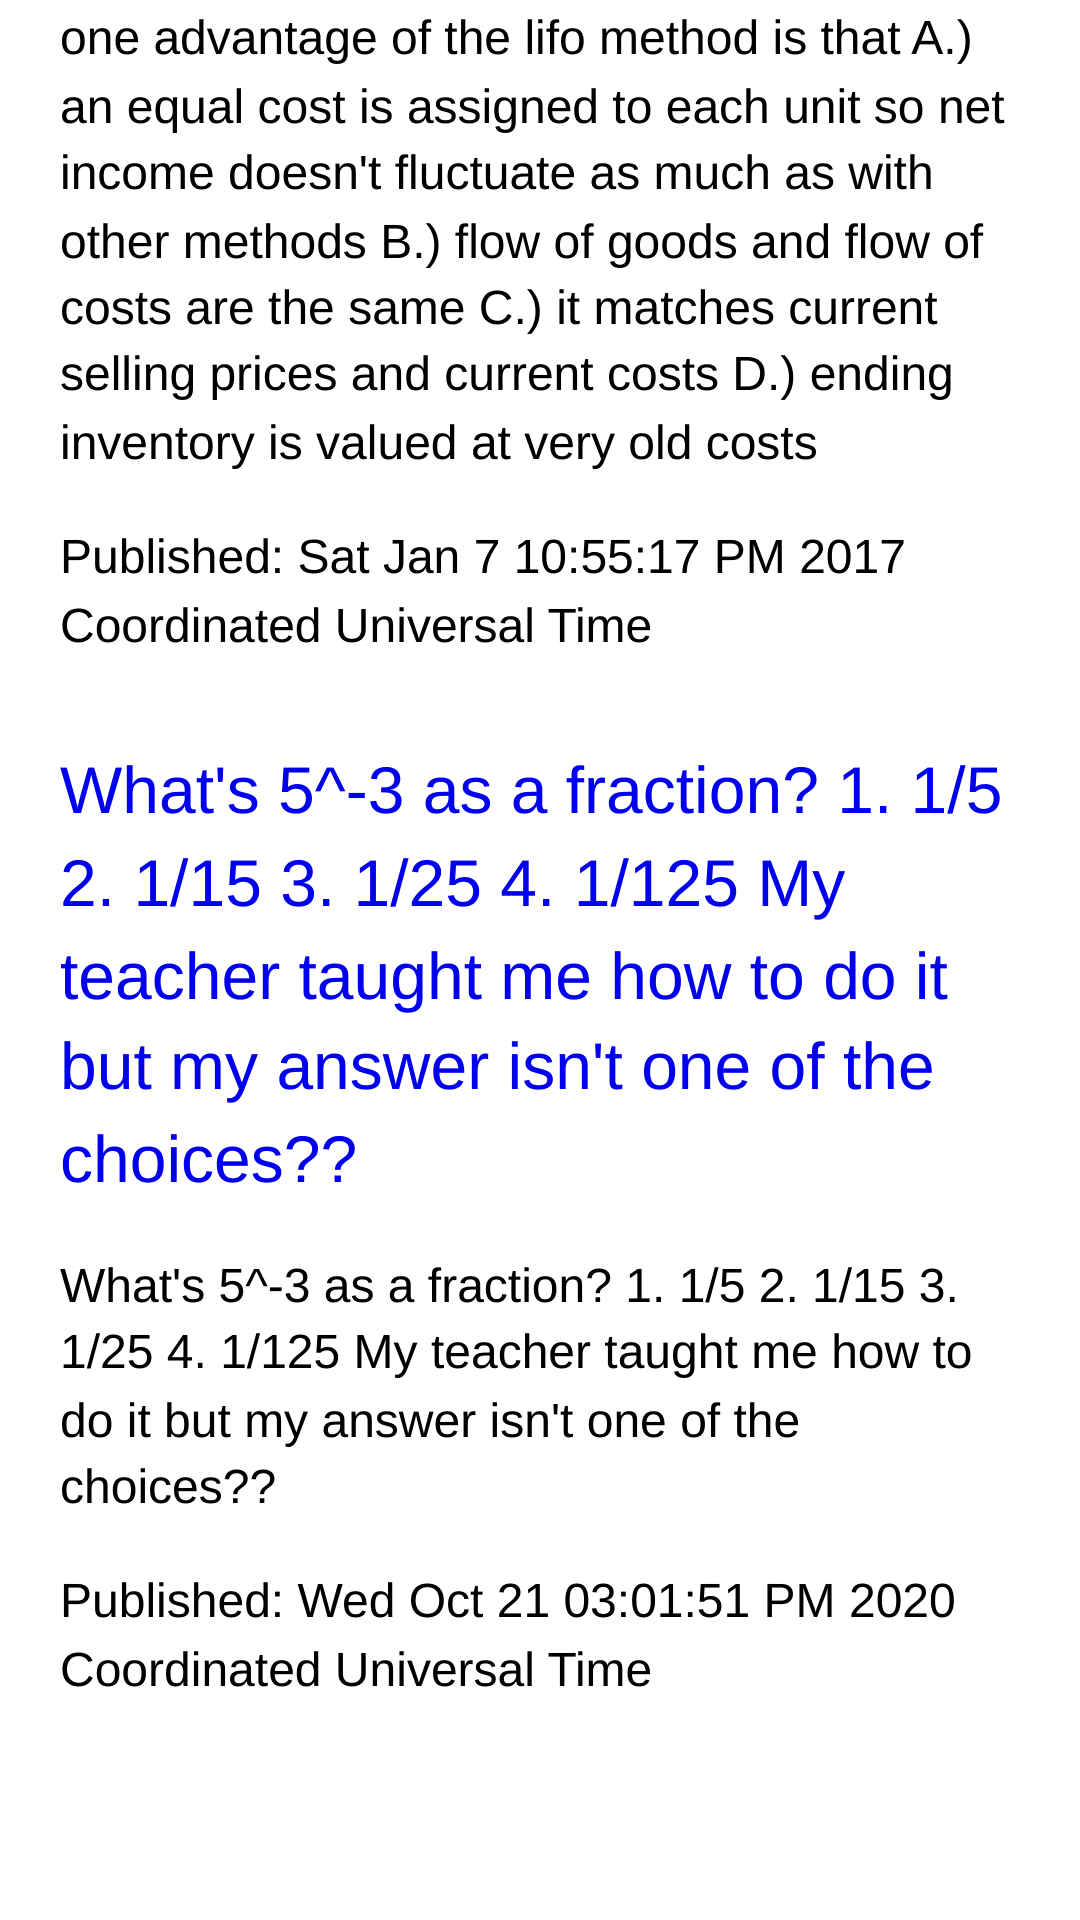 one advantage of the lifo method is that A.)
an equal cost is assigned to each unit so net
income doesn't fluctuate as much as with
other methods B.) flow of goods and flow of
costs are the same C.) it matches current
selling prices and current costs D.) ending
inventory is valued at very old costs
Published: Sat Jan 7 10:55:17 PM 2017
Coordinated Universal Time
What's 5^-3 as a fraction? 1. 1/5
2. 1/15 3. 1/25 4. 1/125 My
teacher taught me how to do it
but my answer isn't one of the
choices??
What's 5^-3 as a fraction? 1. 1/5 2. 1/15 3.
1/25 4. 1/125 My teacher taught me how to
do it but my answer isn't one of the
choices??
Published: Wed Oct 21 03:01:51 PM 2020
Coordinated Universal Time